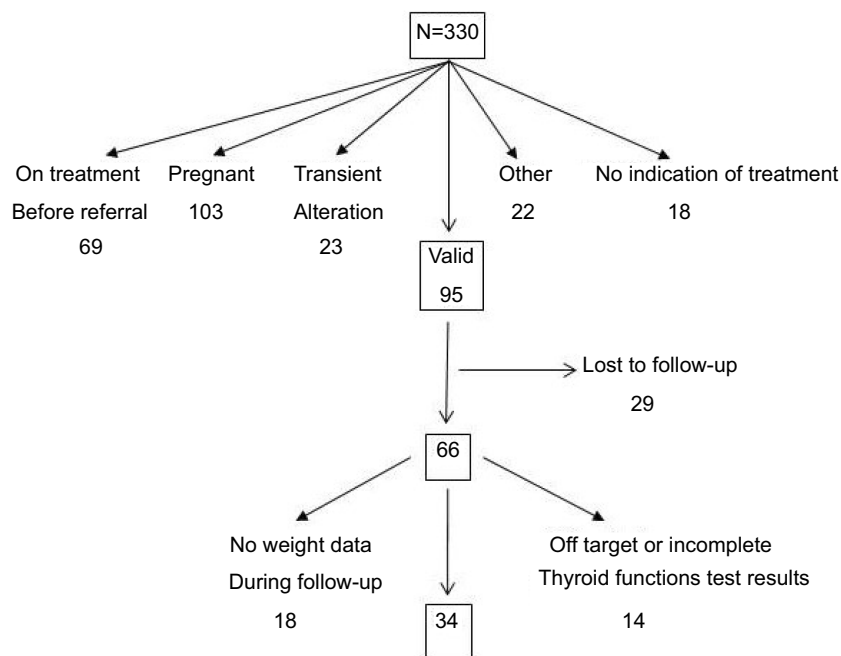 N=330
On treatment
Before referral
69
Pregnant
103
Transient
Alteration
23
Other
22
No indication of treatment
18
Valid
95
Lost to follow-up
29
66
No weight data
During follow-up
18
34
Off target or incomplete
Thyroid functions test results
14